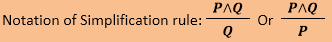 Notation of Simplification rule: P∧Q / Q Or P∧Q / P